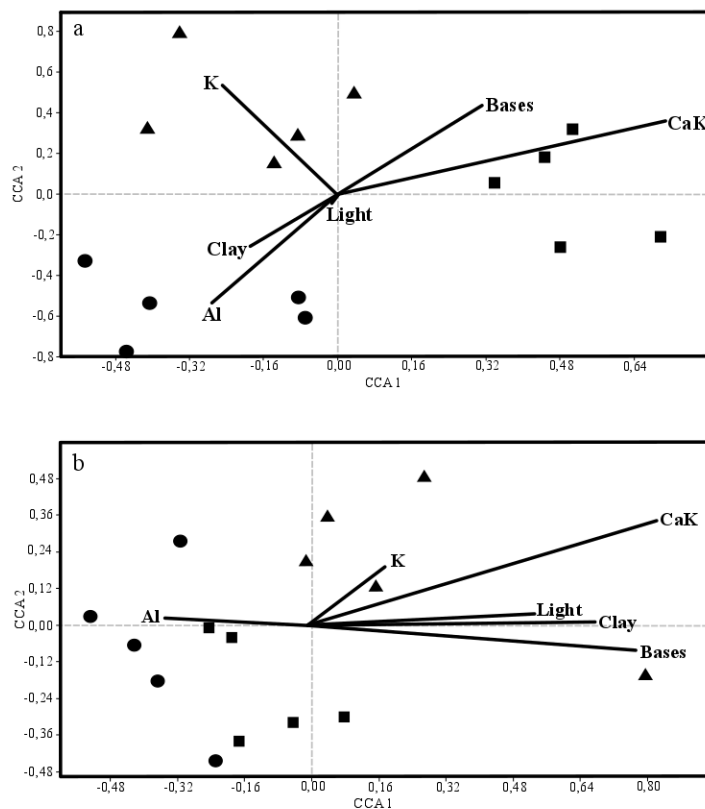 a
0,8
0,6
0,4
0,2
0,0
-0,2
-0,4
-0,6
-0,8
CCA 2
K
Bases
CaK
Light
Clay
Al
-0,48 -0,32 -0,16 0,00 0,16 0,32 0,48 0,64
CCA 1
b
0,48
0,36
0,24
0,12
0,00
-0,12
-0,24
-0,36
-0,48
CCA 2
CaK
K
Light
Al
Clay
Bases
-0,48 -0,32 -0,16 0,00 0,16 0,32 0,48 0,64 0,80
CCA 1